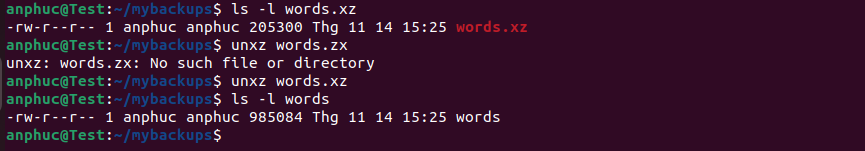 anphuc@Test:~/mybackups$ ls -l words.xz
-rw-r--r-- 1 anphuc anphuc 205300 Thg 11 14 15:25 words.xz
anphuc@Test:~/mybackups$ unxz words.zx
unxz: words.zx: No such file or directory
anphuc@Test:~/mybackups$ unxz words.xz
anphuc@Test:~/mybackups$ ls -l words
-rw-r--r-- 1 anphuc anphuc 985084 Thg 11 14 15:25 words
anphuc@Test:~/mybackups$